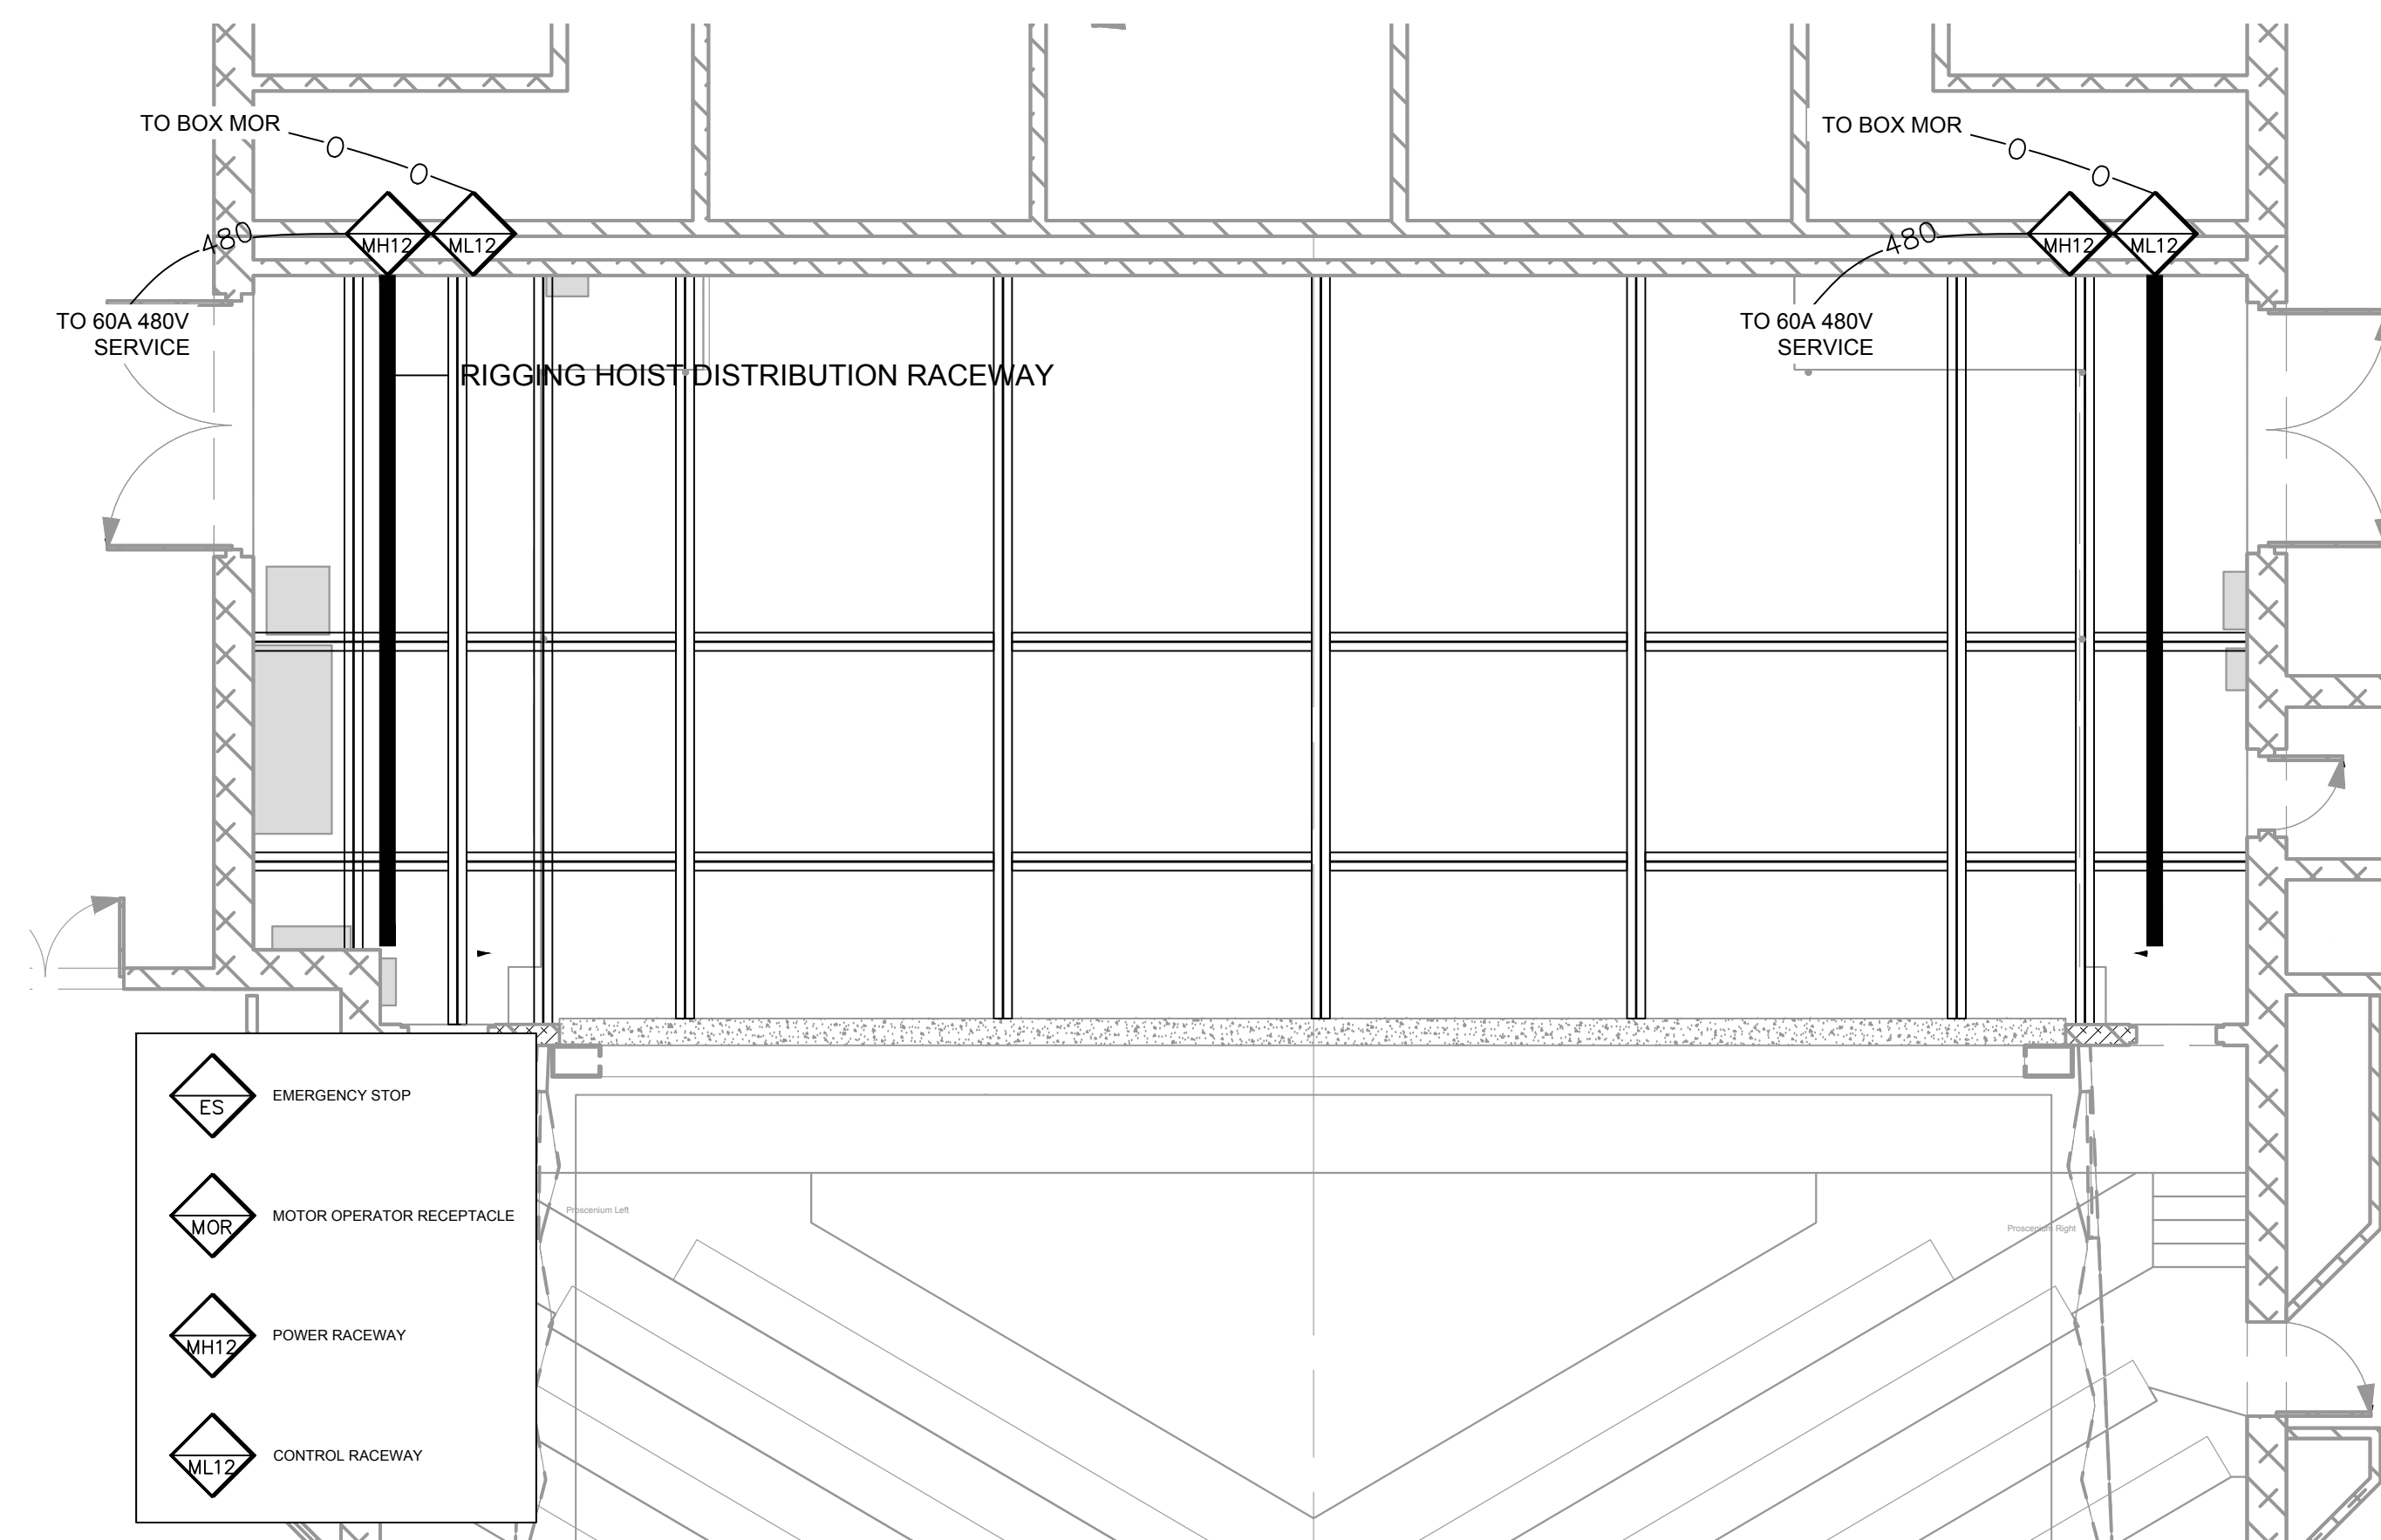 TO BOX MOR
TO BOX MOR
O
O
O
O
480
MH12
ML12
480
MH12
ML12
TO 60A 480V
SERVICE
TO 60A 480V
SERVICE
RIGGING HOIST DISTRIBUTION RACEWAY
ES
EMERGENCY STOP
MOR
MOTOR OPERATOR RECEPTACLE
MH12
POWER RACEWAY
ML12
CONTROL RACEWAY
Proscenium Left
Proscenium Right